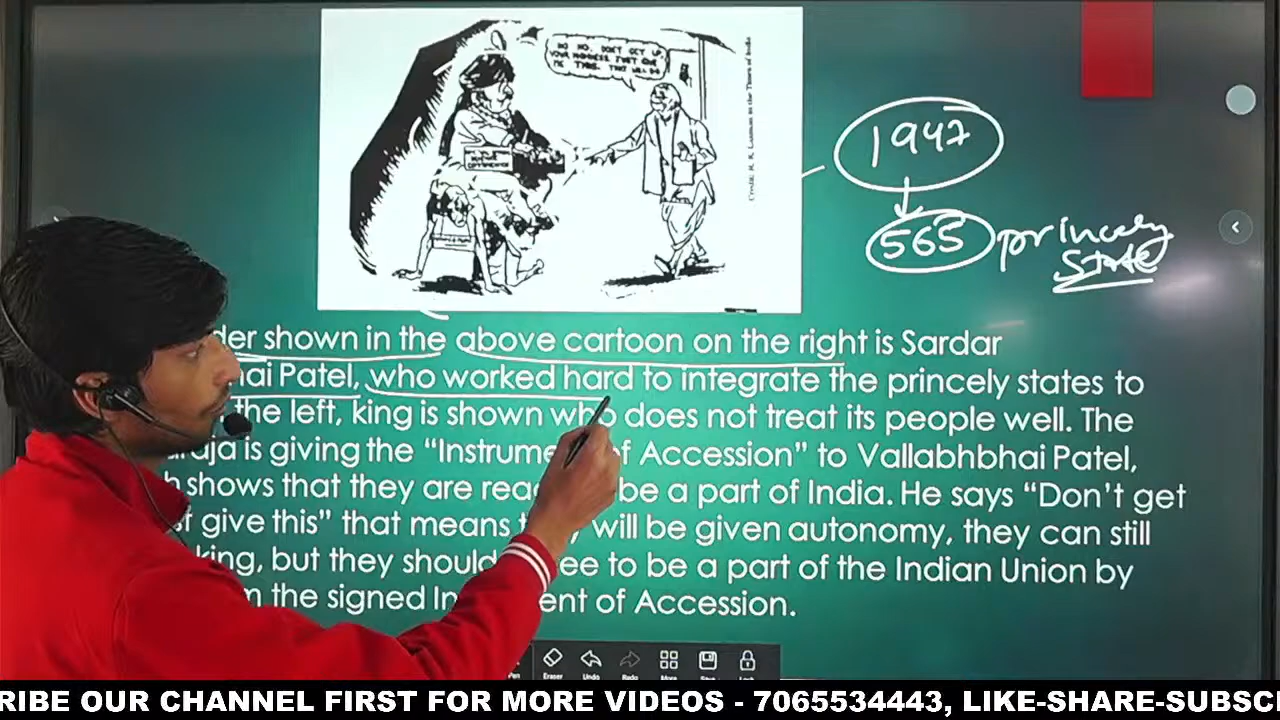 NO NO. DON'T GET UP,
YOUR HIGHNESS. JUST GIVE
ME THIS. THAT WILL DO
Credit: R. K. Laxman in the Times of India
1947
565 princely
State
der shown in the above cartoon on the right is Sardar
hai Patel, who worked hard to integrate the princely states to
the left, king is shown who does not treat its people well. The
raja is giving the “Instrume f Accession” to Vallabhbhai Patel,
h shows that they are rea be a part of India. He says “Don’t get
st give this” that means t y will be given autonomy, they can still
king, but they should ee to be a part of the Indian Union by
m the signed In ent of Accession.
Pen Eraser Undo Redo More Save Lock
RIBE OUR CHANNEL FIRST FOR MORE VIDEOS - 7065534443, LIKE-SHARE-SUBSC